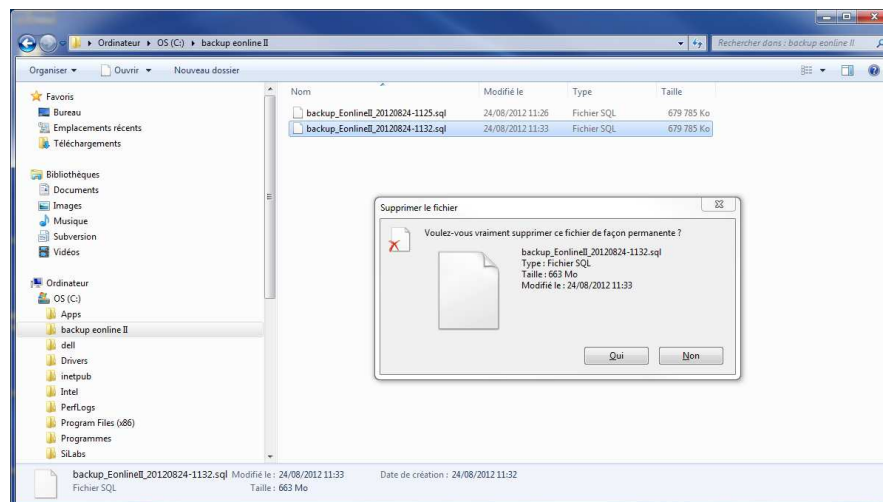 Ordinateur ▸ OS (C:) ▸ backup eonline II
Rechercher dans : backup eonline II
Organiser Ouvrir Nouveau dossier
Nom Modifié le Type Taille
backup_EonlineII_20120824-1125.sql 24/08/2012 11:26 Fichier SQL 679 785 Ko
backup_EonlineII_20120824-1132.sql 24/08/2012 11:33 Fichier SQL 679 785 Ko
Favoris
Bureau
Emplacements récents
Téléchargements
Bibliothèques
Documents
Images
Musique
Subversion
Vidéos
Ordinateur
OS (C:)
Apps
backup eonline II
dell
Drivers
inetpub
Intel
PerfLogs
Program Files (x86)
Programmes
SiLabs
Supprimer le fichier
Voulez-vous vraiment supprimer ce fichier de façon permanente ?
backup_EonlineII_20120824-1132.sql
Type : Fichier SQL
Taille : 663 Mo
Modifié le : 24/08/2012 11:33
Oui Non
backup_EonlineII_20120824-1132.sql Modifié le : 24/08/2012 11:33 Date de création : 24/08/2012 11:32
Fichier SQL Taille : 663 Mo